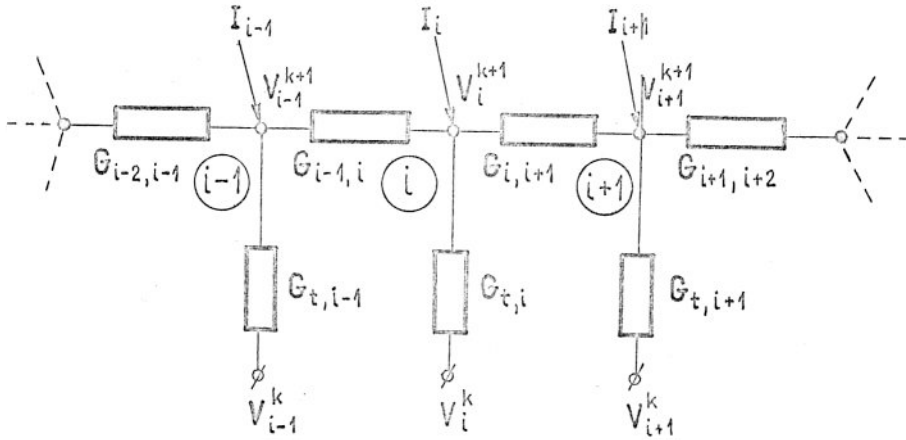 I_{i-1} I_i I_{i+1}
V_{i-1}^{k+1} V_i^{k+1} V_{i+1}^{k+1}
G_{i-2,i-1} i-1 G_{i-1,i} i G_{i,i+1} i+1 G_{i+1,i+2}
G_{t,i-1} G_{t,i} G_{t,i+1}
V_{i-1}^k V_i^k V_{i+1}^k